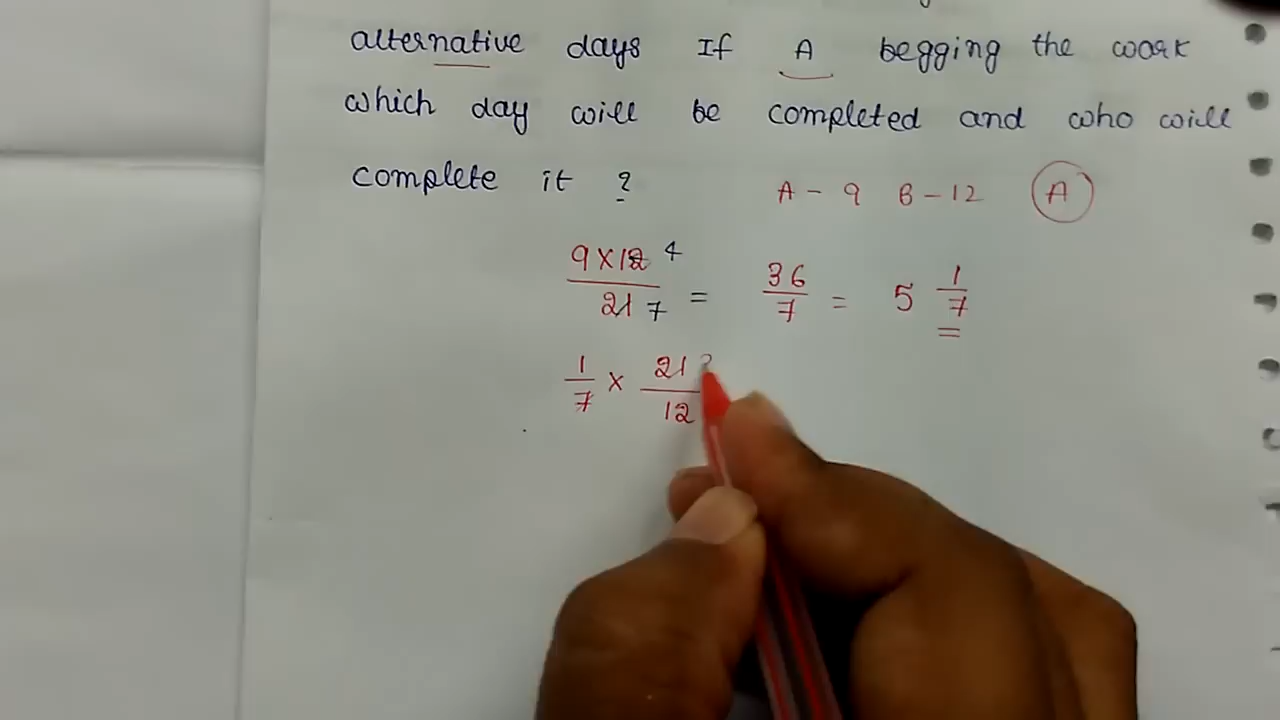 alternative days If A begging the work
which day will be completed and who will
complete it ?
A - 9 B - 12 A
9 X 12 4
21 7 = 36/7 = 5 1/7
1/7 x 21
12